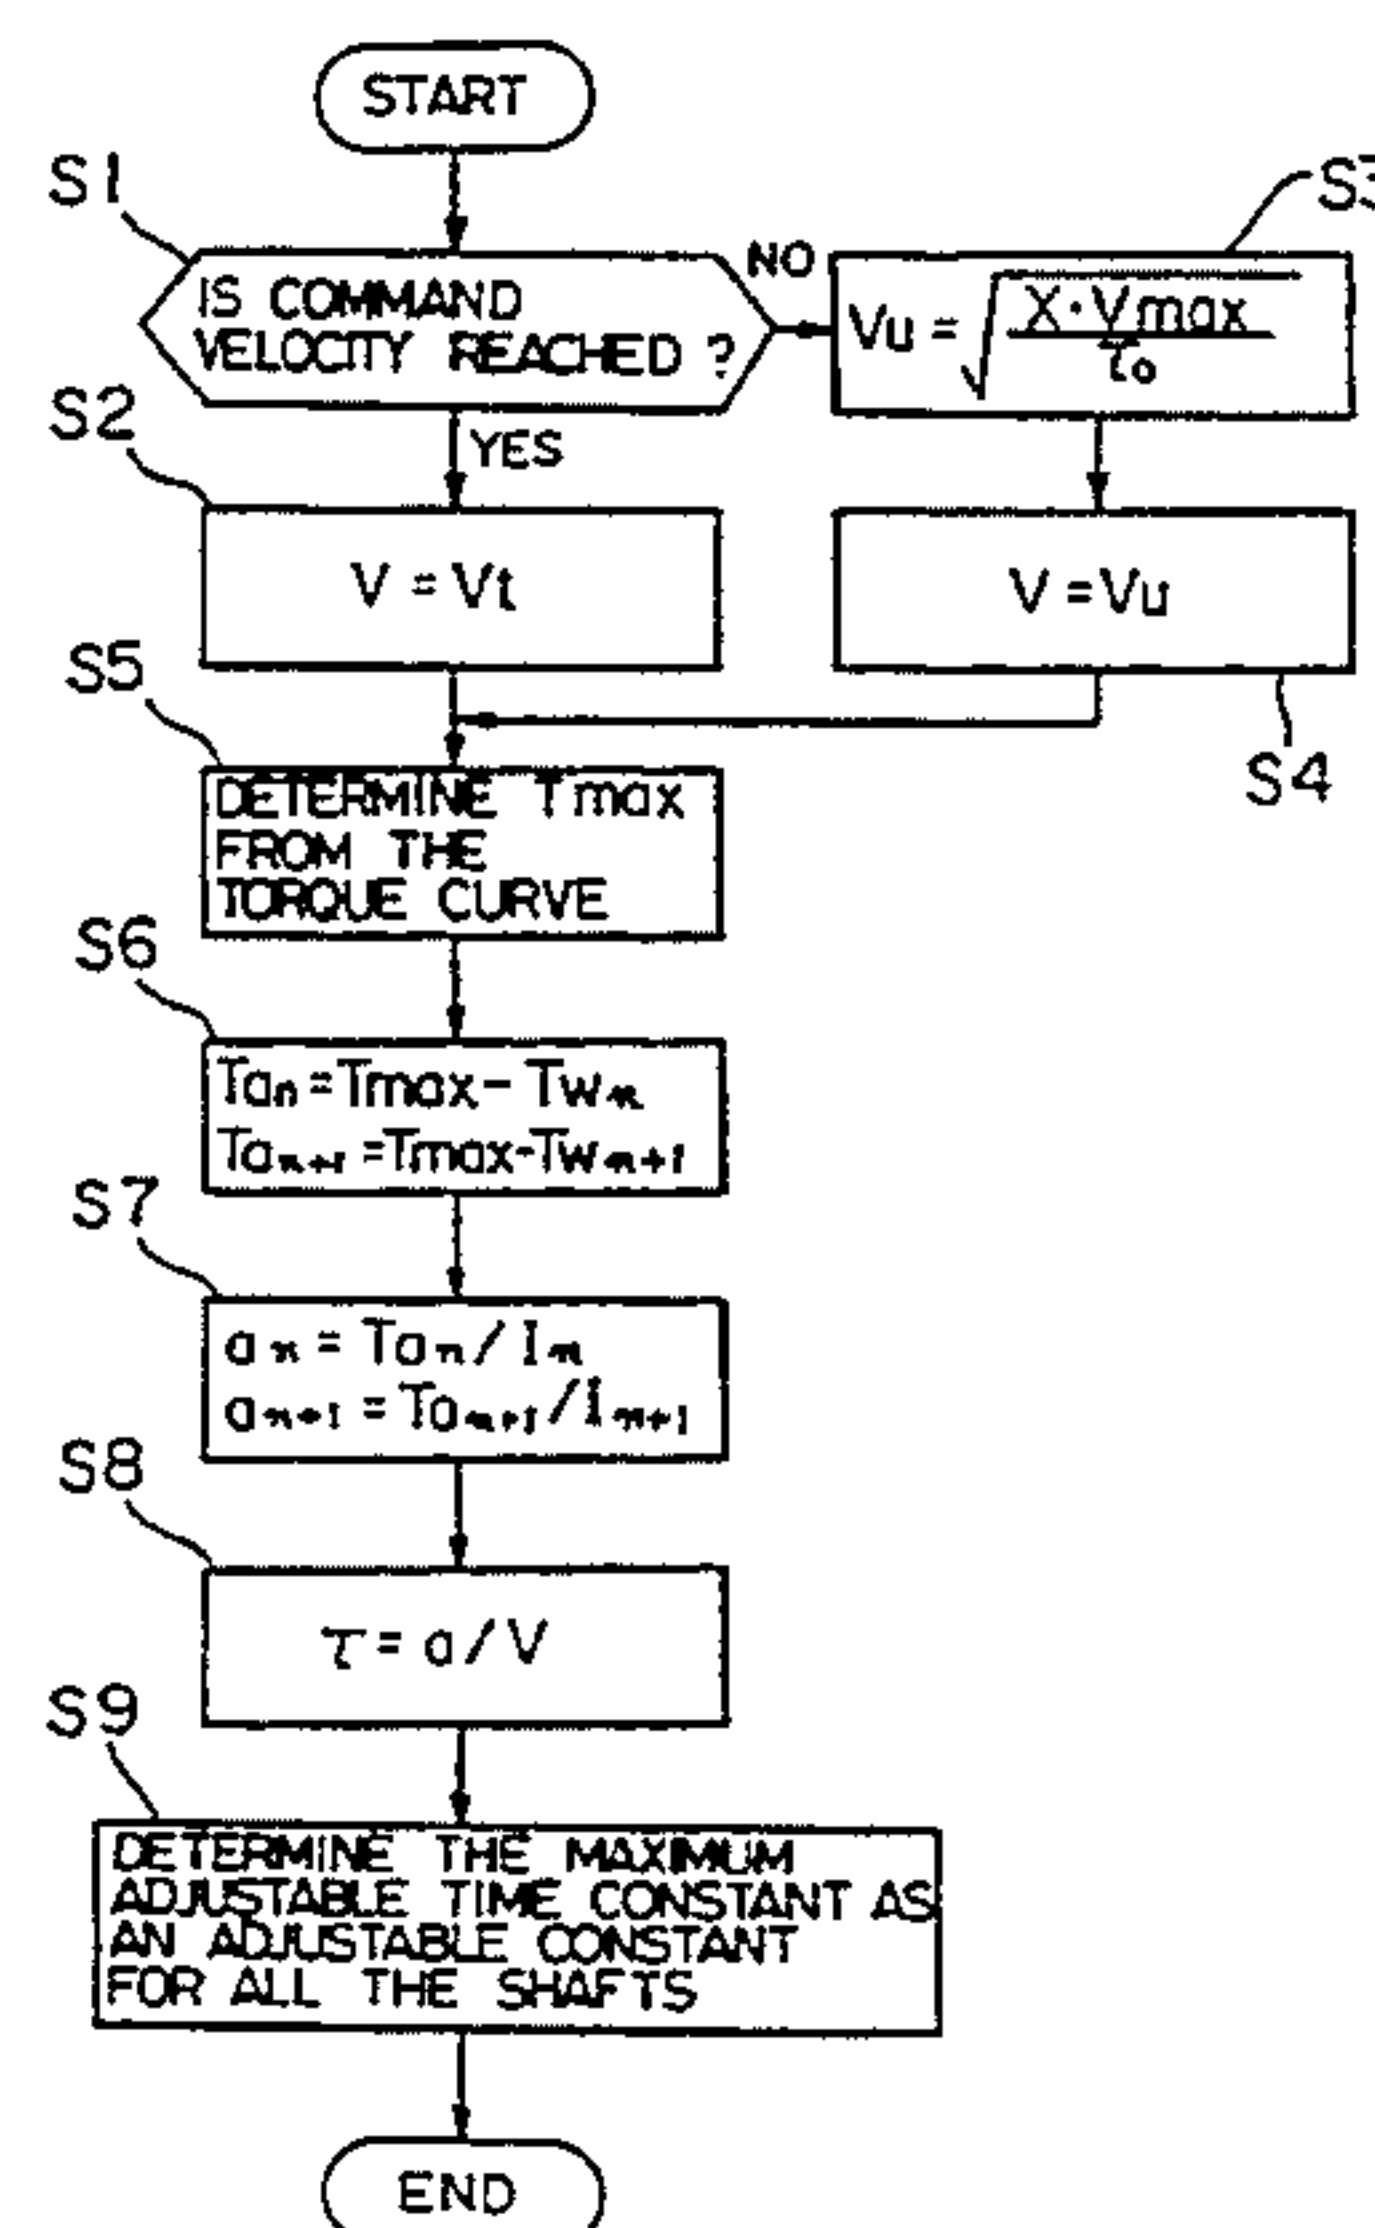 START
S1
IS COMMAND
VELOCITY REACHED ?
NO
S3
Vu = √(X·Vmax / τo)
YES
S2
V = Vt
V = Vu
S4
S5
DETERMINE Tmax
FROM THE
TORQUE CURVE
S6
Tan = Tmax - Twn
Tan+1 = Tmax - Twn+1
S7
an = Tan / In
an+1 = Tan+1 / In+1
S8
τ = a / V
S9
DETERMINE THE MAXIMUM
ADJUSTABLE TIME CONSTANT AS
AN ADJUSTABLE CONSTANT
FOR ALL THE SHAFTS
END